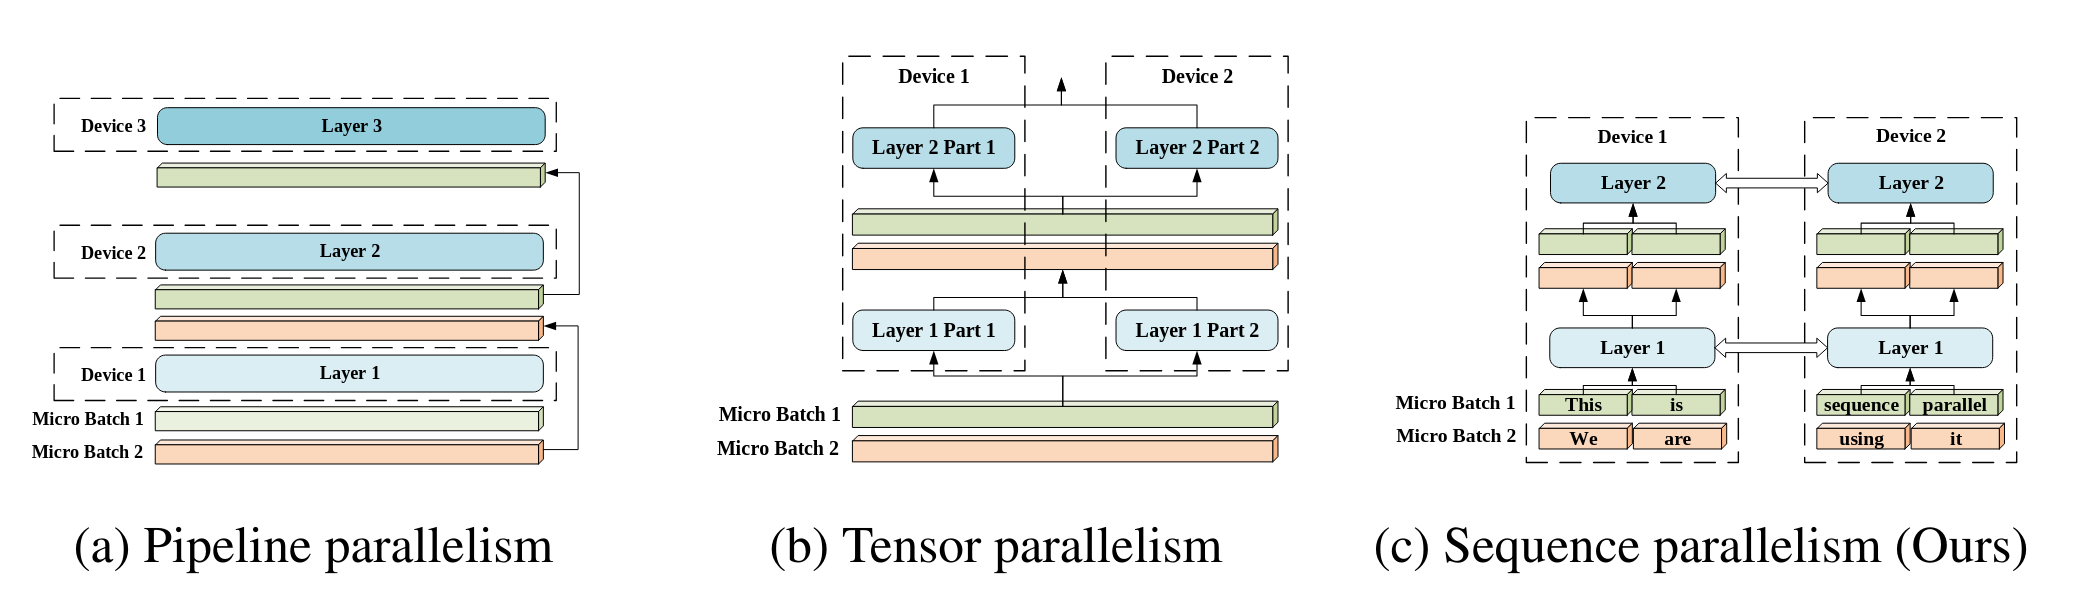 Device 3
Layer 3
Device 2
Layer 2
Device 1
Layer 1
Micro Batch 1
Micro Batch 2
(a) Pipeline parallelism
Device 1
Device 2
Layer 2 Part 1
Layer 2 Part 2
Layer 1 Part 1
Layer 1 Part 2
Micro Batch 1
Micro Batch 2
(b) Tensor parallelism
Device 1
Device 2
Layer 2
Layer 2
Layer 1
Layer 1
Micro Batch 1 This is sequence parallel
Micro Batch 2 We are using it
(c) Sequence parallelism (Ours)